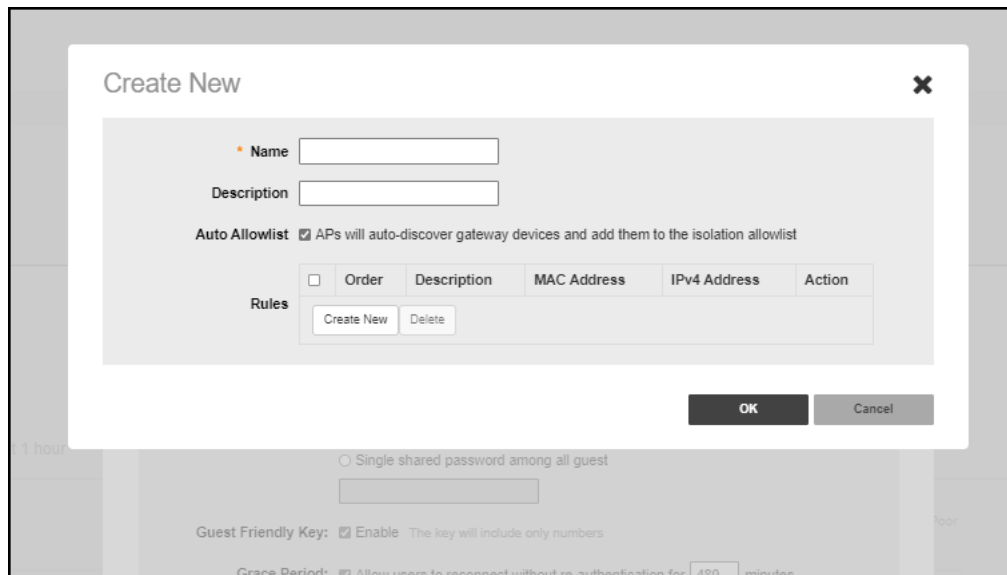 Create New
* Name
Description
Auto Allowlist APs will auto-discover gateway devices and add them to the isolation allowlist
Order Description MAC Address IPv4 Address Action
Rules
Create New Delete
OK Cancel
t 1 hour
Single shared password among all guest
Poor
Guest Friendly Key: Enable The key will include only numbers
Grace Period: Allow users to reconnect without re-authentication for 480 minutes